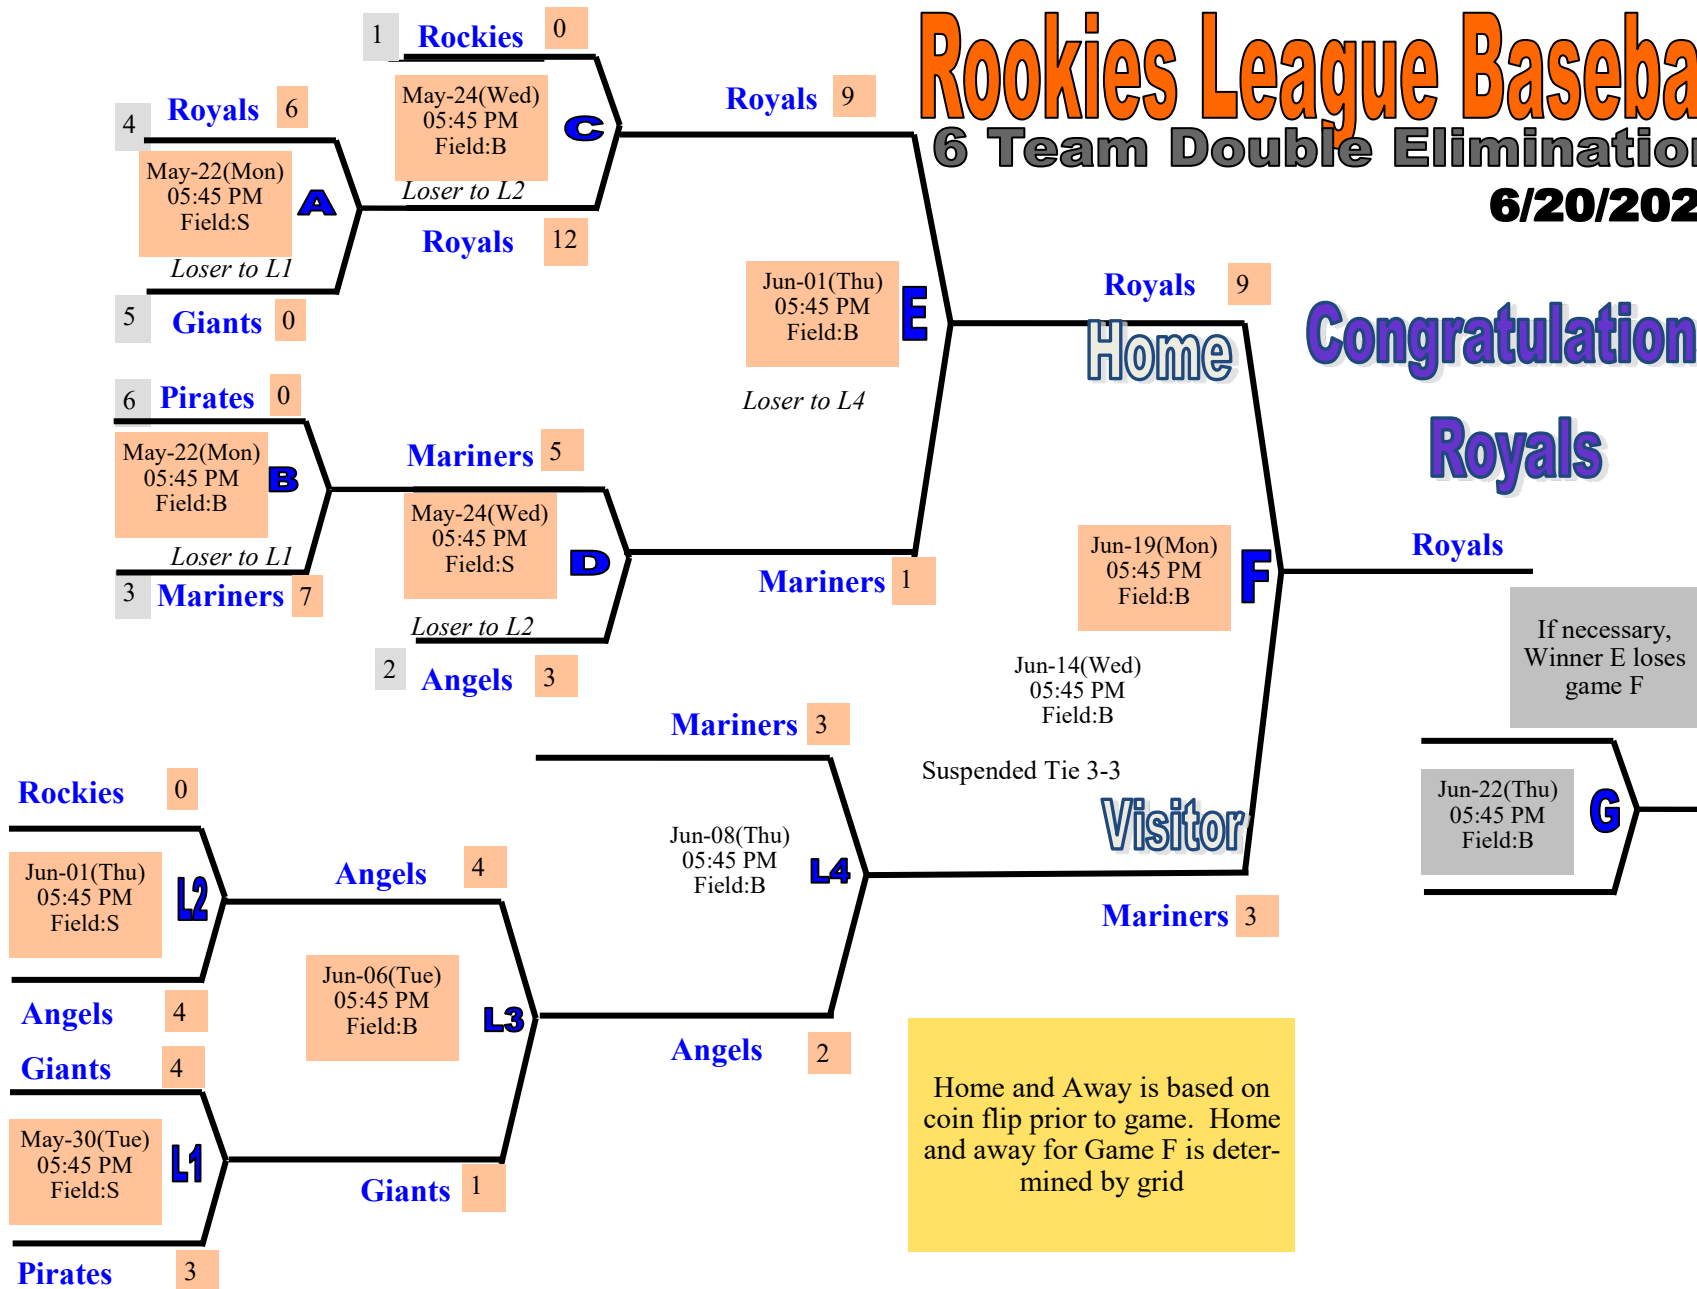 Rookies League Baseba
6 Team Double Elimination
6/20/202
1
Rockies 0
May-24(Wed)
05:45 PM
Field:B
C
Loser to L2
Royals 12
4
Royals 6
May-22(Mon)
05:45 PM
Field:S
A
Loser to L1
5
Giants 0
6
Pirates 0
May-22(Mon)
05:45 PM
Field:B
B
Loser to L1
3
Mariners 7
Mariners 5
May-24(Wed)
05:45 PM
Field:S
D
Loser to L2
2
Angels 3
Royals 9
Jun-01(Thu)
05:45 PM
Field:B
E
Loser to L4
Mariners 1
Royals 9
Home
Jun-19(Mon)
05:45 PM
Field:B
F
Jun-14(Wed)
05:45 PM
Field:B
Suspended Tie 3-3
Visitor
Mariners 3
Congratulation
Royals
Royals
If necessary,
Winner E loses
game F
Jun-22(Thu)
05:45 PM
Field:B
G
Mariners 3
Jun-08(Thu)
05:45 PM
Field:B
L4
Angels 2
Rockies 0
Jun-01(Thu)
05:45 PM
Field:S
L2
Angels 4
Angels 4
Jun-06(Tue)
05:45 PM
Field:B
L3
Giants 1
Giants 4
May-30(Tue)
05:45 PM
Field:S
L1
Pirates 3
Home and Away is based on
coin flip prior to game. Home
and away for Game F is deter-
mined by grid